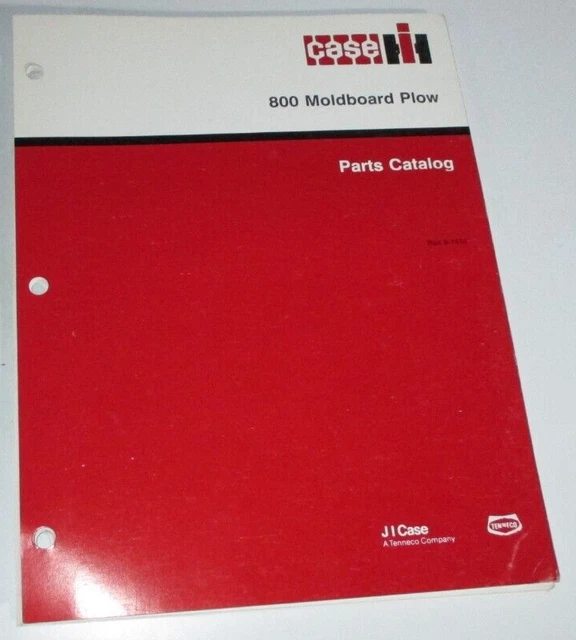 case IH
800 Moldboard Plow
Parts Catalog
J I Case
A Tenneco Company
TENNECO